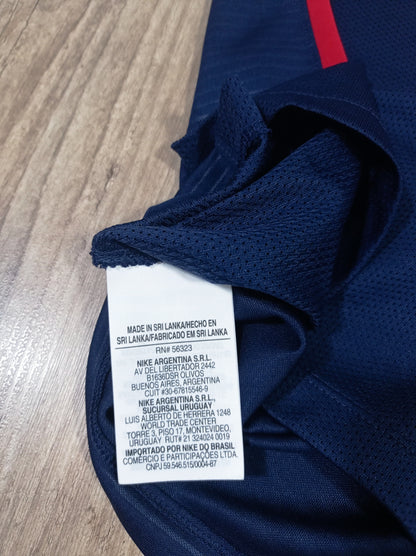 MADE IN SRI LANKA/HECHO EN
SRI LANKA/FABRICADO EM SRI LANKA
RN# 56323
NIKE ARGENTINA S.R.L.
AV DEL LIBERTADOR 2442
B1636DSR OLIVOS
BUENOS AIRES, ARGENTINA
CUIT #30-67815546-9
NIKE ARGENTINA S.R.L.,
SUCURSAL URUGUAY
LUIS ALBERTO DE HERRERA 1248
WORLD TRADE CENTER
TORRE 3, PISO 17, MONTEVIDEO,
URUGUAY RUT# 21 324024 0019
IMPORTADO POR NIKE DO BRASIL
COMÉRCIO E PARTICIPAÇÕES LTDA.
CNPJ 59.546.515/0004-87